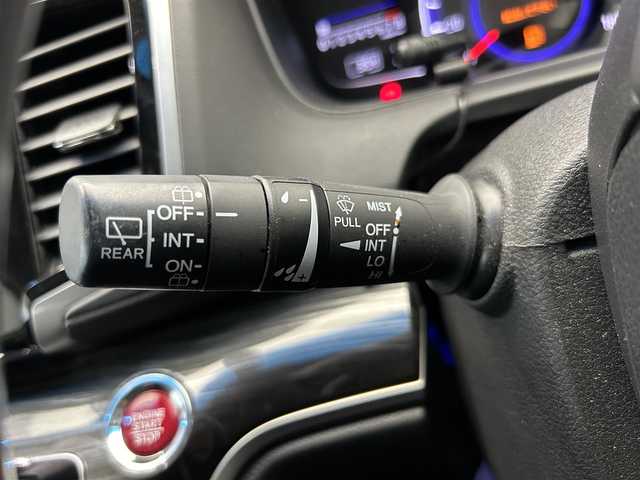 OFF
INT
ON
REAR
PULL
MIST
OFF
INT
LO
HI
ENGINE
START
STOP